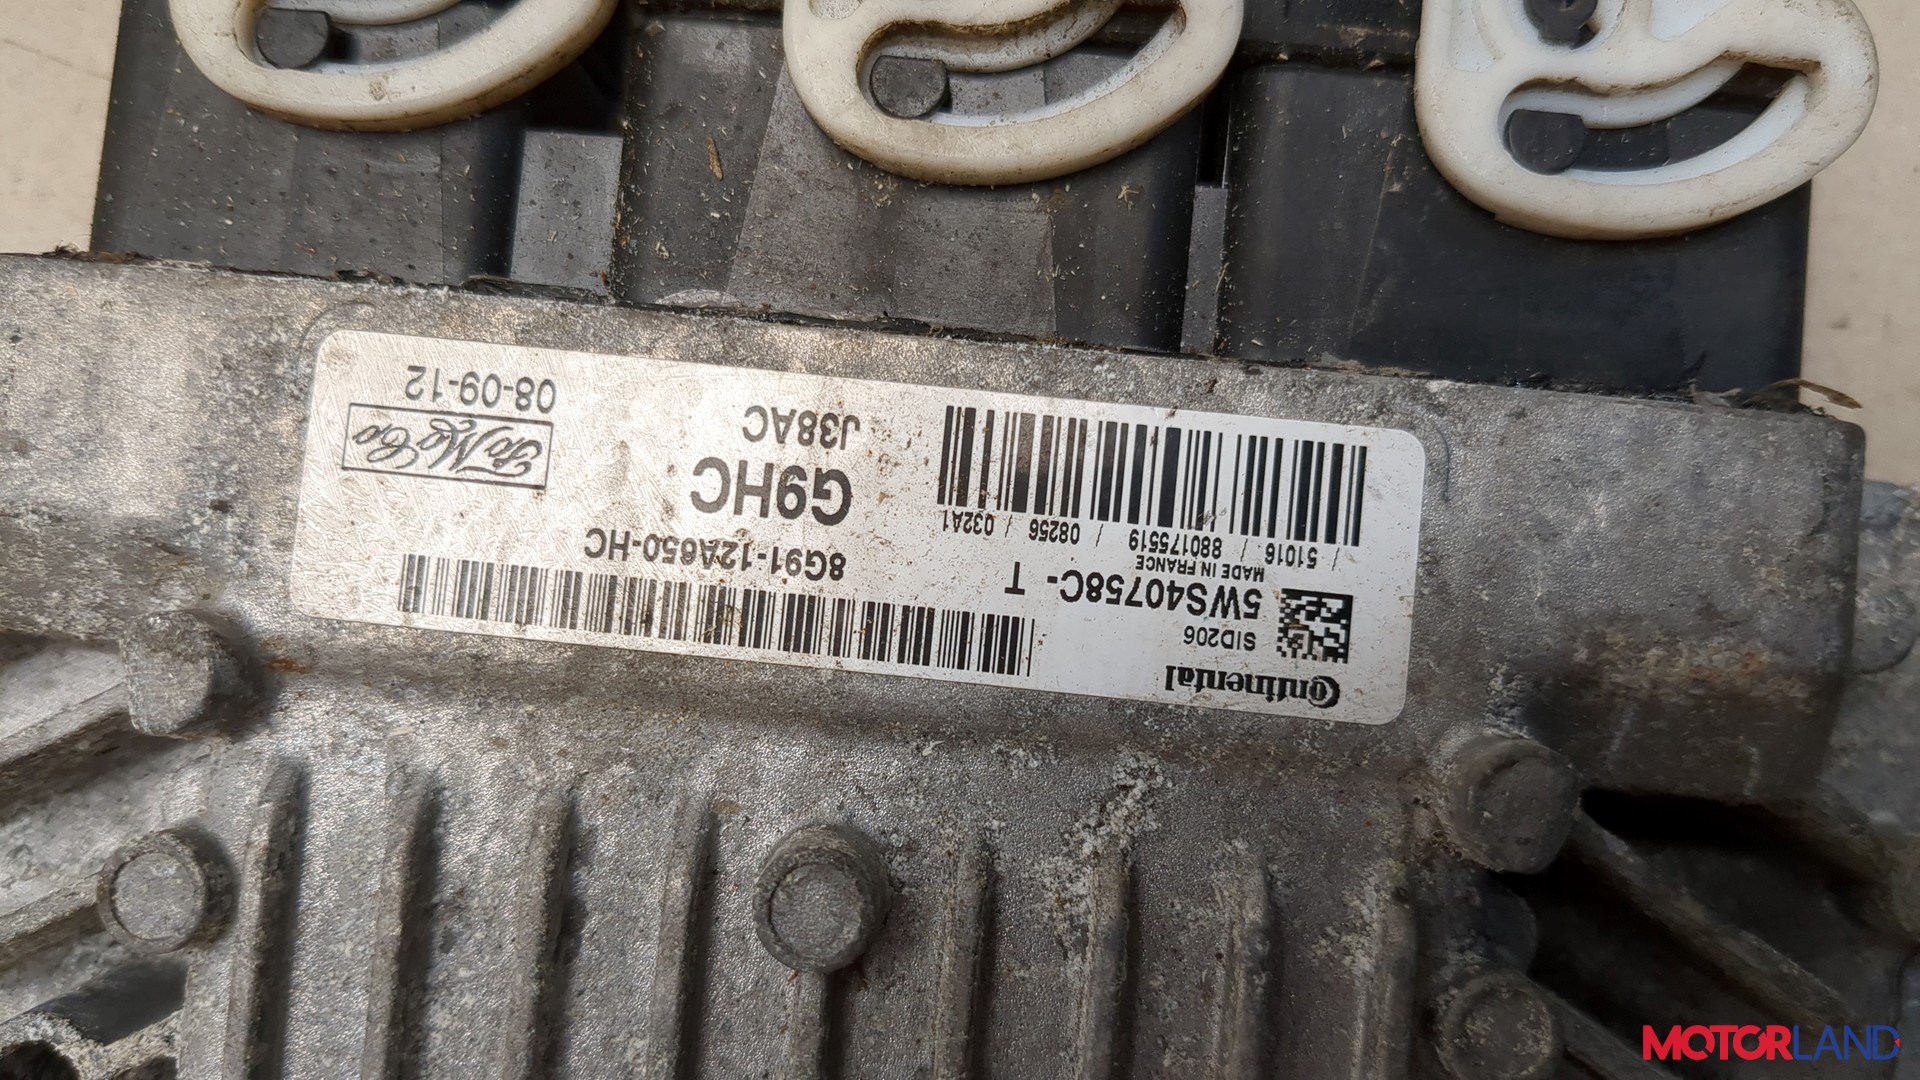 Continental
SID206
5WS40758C- T
MADE IN FRANCE
/ 51016 / 880175519 / 08256 / 032A1
8G91-12A650-HC
G9HC
J38AC
FoMoCo
08-09-12
MOTORLAND